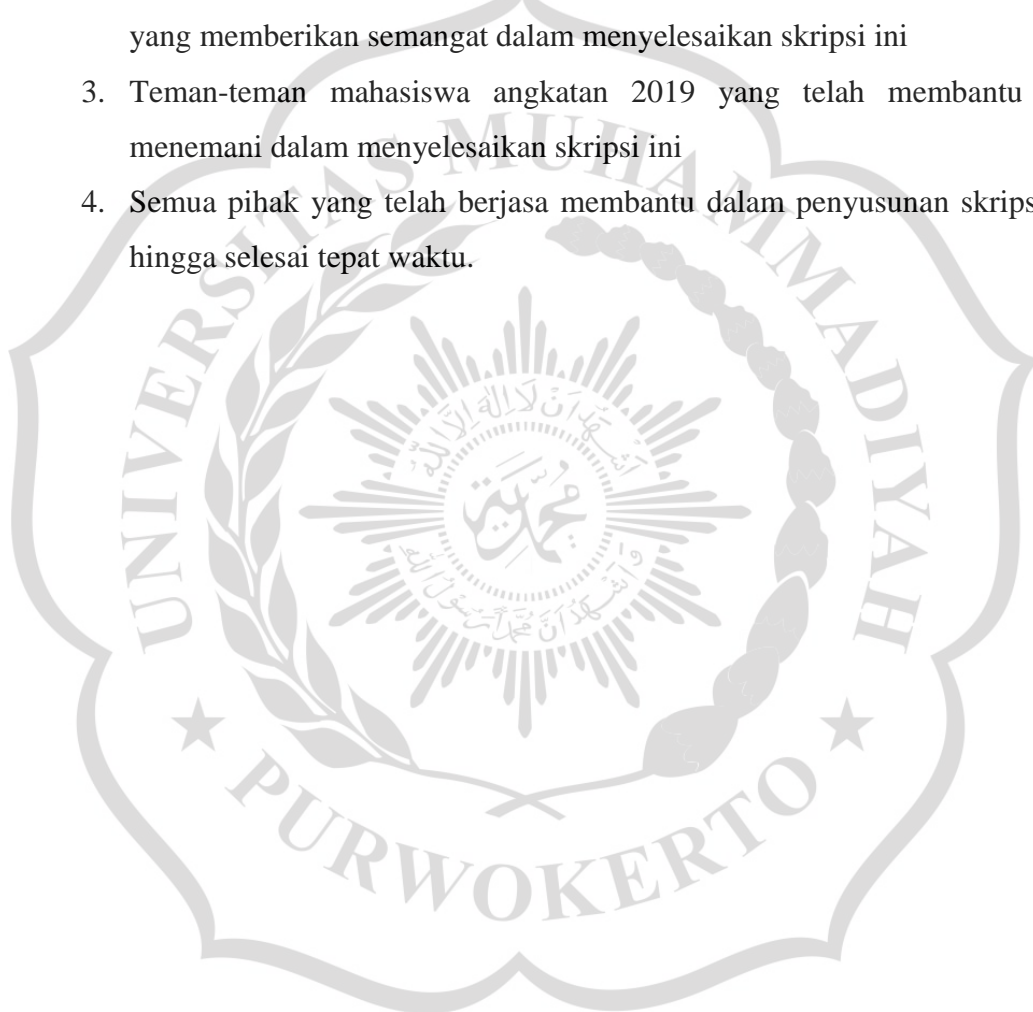 yang memberikan semangat dalam menyelesaikan skripsi ini
3. Teman-teman mahasiswa angkatan 2019 yang telah membantu
menemani dalam menyelesaikan skripsi ini
4. Semua pihak yang telah berjasa membantu dalam penyusunan skrips
hingga selesai tepat waktu.
UNIVERSITAS MUHAMMADIYAH
اَشْهَدُ اَنْ لَا اِلٰهَ اِلَّا اللّٰهُ
مُحَمَّدِيَّة
وَاَشْهَدُ اَنَّ مُحَمَّدًا رَسُوْلُ اللّٰهِ
PURWOKERTO